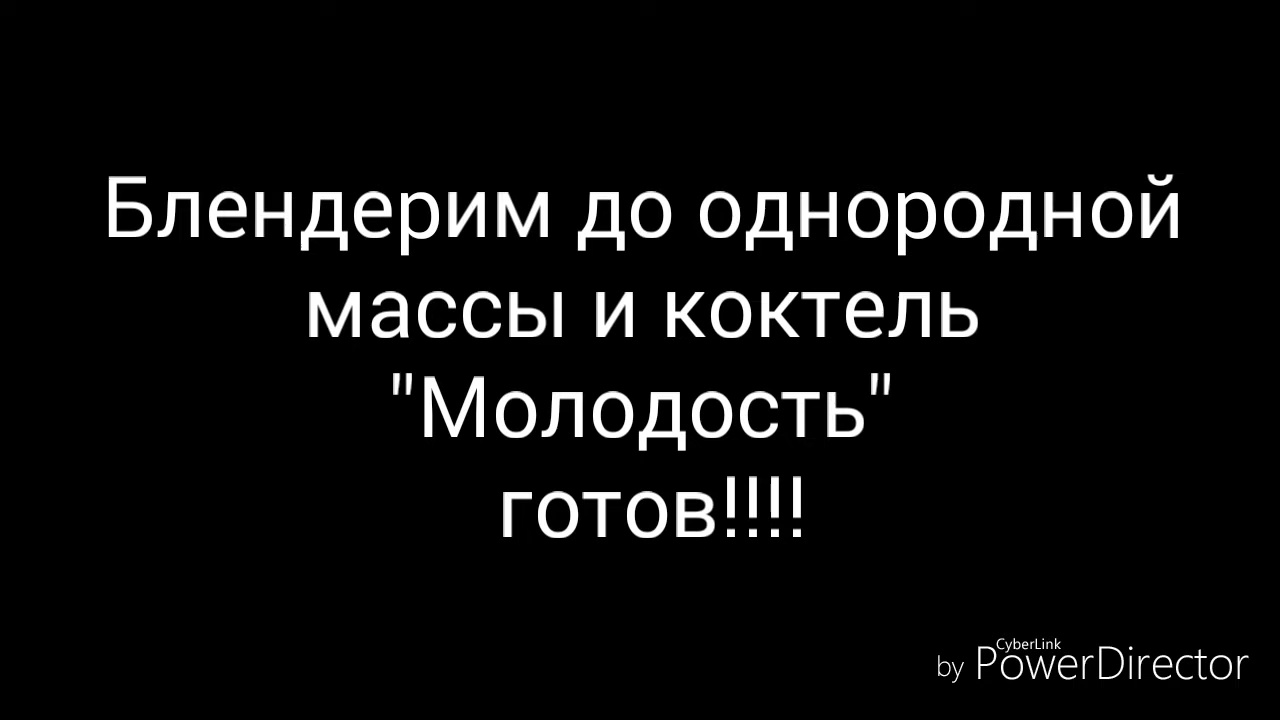 Блендерим до однородной
массы и коктель
"Молодость"
готов!!!!
CyberLink
by PowerDirector